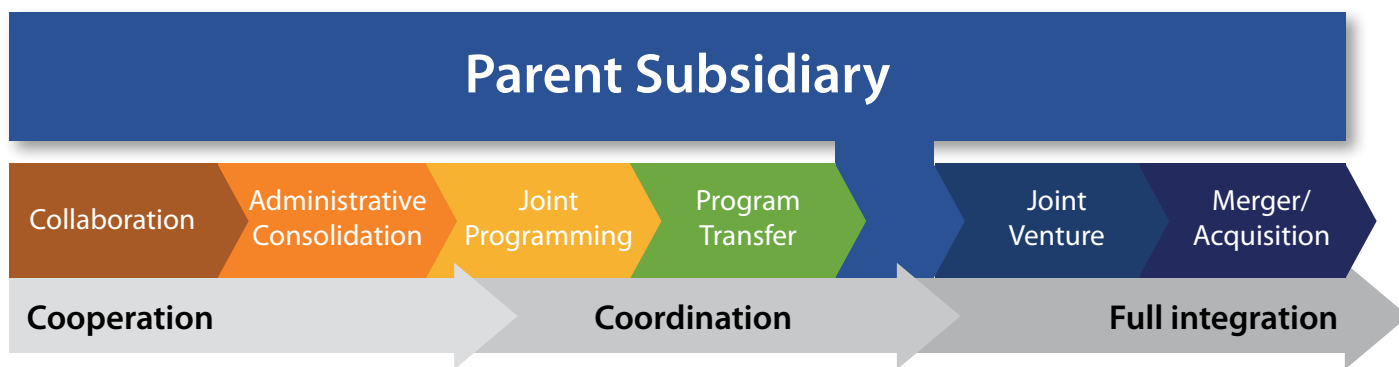 Parent Subsidiary
Collaboration
Administrative
Consolidation
Joint
Programming
Program
Transfer
Joint
Venture
Merger/
Acquisition
Cooperation
Coordination
Full integration